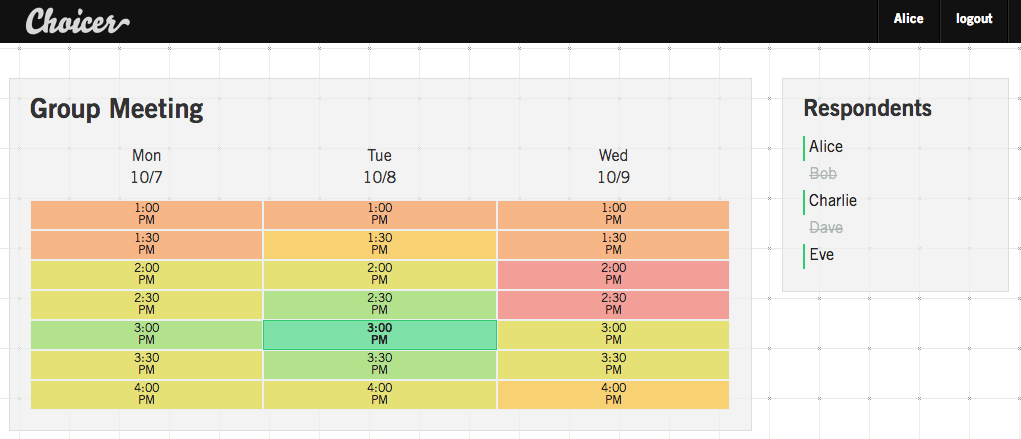 Choicer
Alice
logout
Group Meeting
Mon
10/7
Tue
10/8
Wed
10/9
1:00
PM
1:00
PM
1:00
PM
1:30
PM
1:30
PM
1:30
PM
2:00
PM
2:00
PM
2:00
PM
2:30
PM
2:30
PM
2:30
PM
3:00
PM
3:00
PM
3:00
PM
3:30
PM
3:30
PM
3:30
PM
4:00
PM
4:00
PM
4:00
PM
Respondents
Alice
Bob
Charlie
Dave
Eve